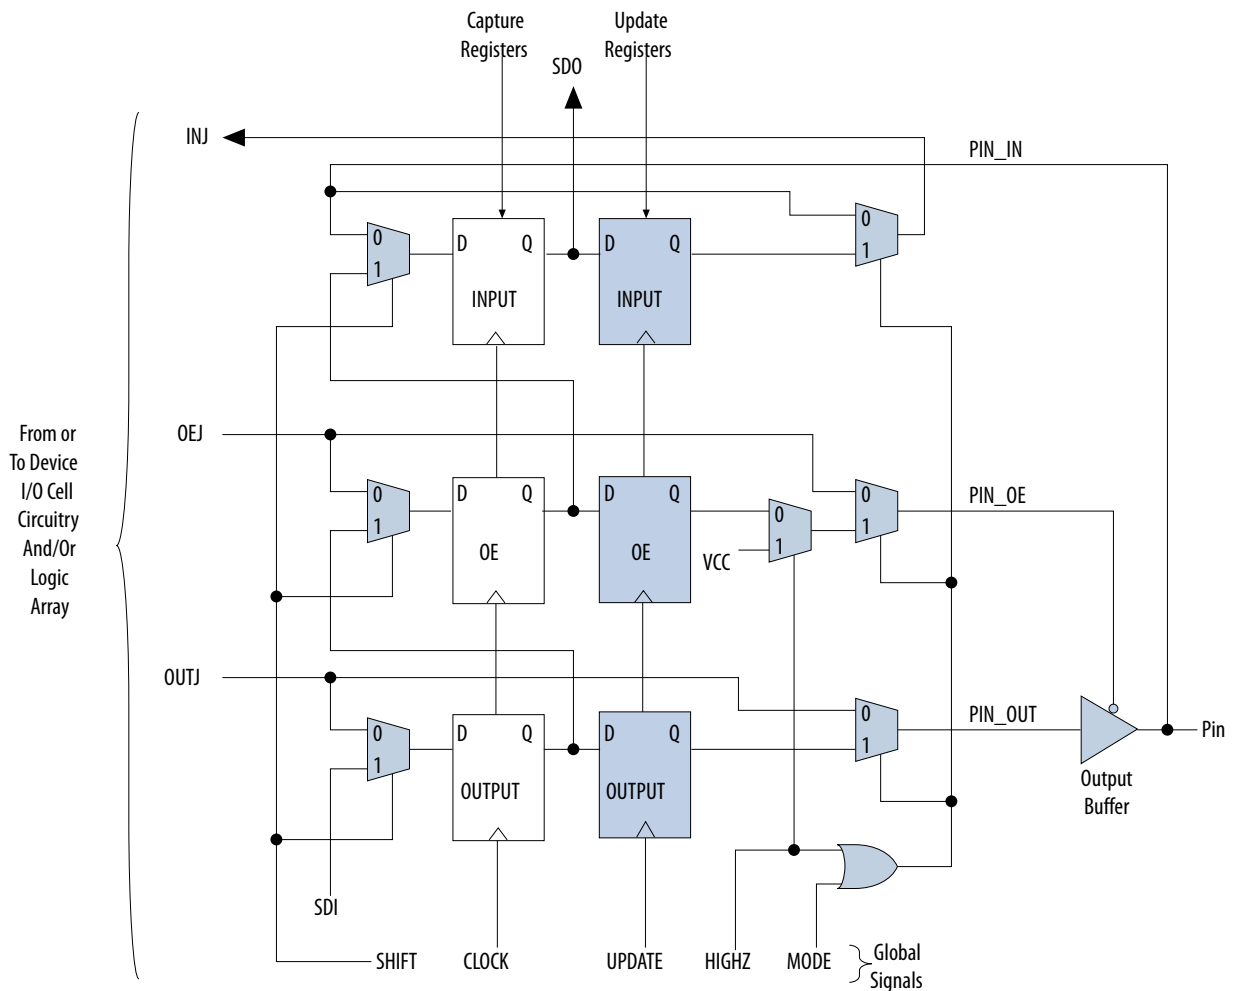 Capture
Registers
Update
Registers
SDO
INJ
PIN_IN
0
1
D Q
INPUT
D Q
INPUT
0
1
From or
To Device
I/O Cell
Circuitry
And/Or
Logic
Array
OEJ
0
1
D Q
OE
D Q
OE
0
1
VCC
0
1
PIN_OE
OUTJ
0
1
D Q
OUTPUT
D Q
OUTPUT
0
1
PIN_OUT
Pin
Output
Buffer
SDI
SHIFT
CLOCK
UPDATE
HIGHZ
MODE
Global
Signals